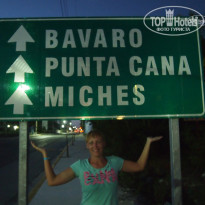 TOP HOTELS
ФОТО ТУРИСТА
BAVARO
PUNTA CANA
MICHES